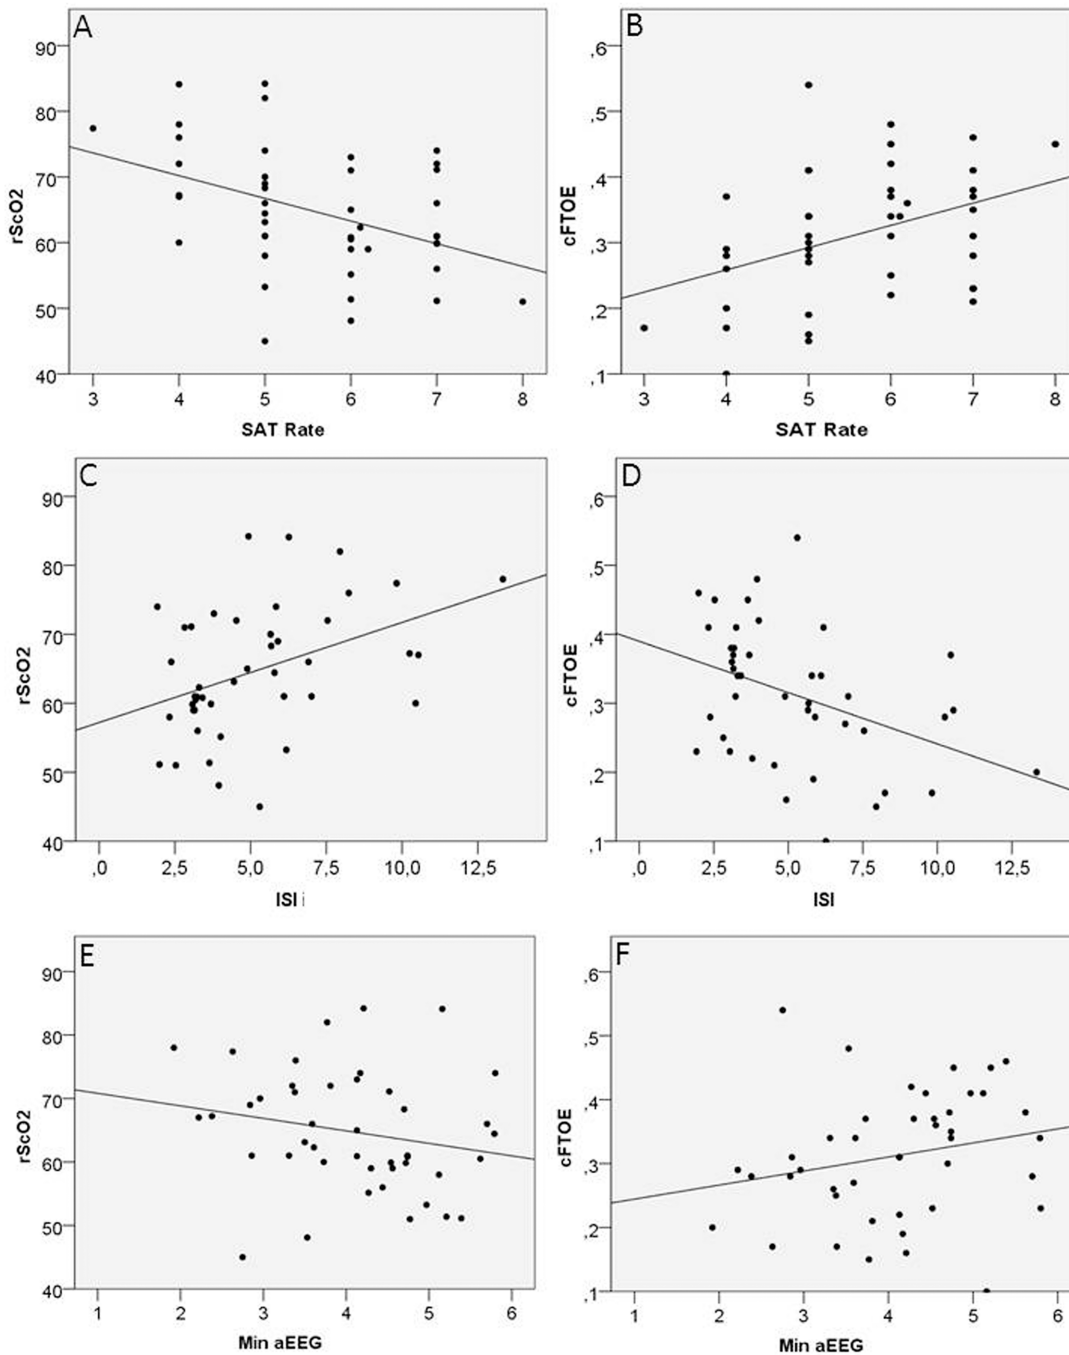 A
90
80
70
60
50
40
rScO2
3 4 5 6 7 8
SAT Rate
B
,6
,5
,4
,3
,2
,1
cFTOE
3 4 5 6 7 8
SAT Rate
C
90
80
70
60
50
40
rScO2
,0 2,5 5,0 7,5 10,0 12,5
ISI i
D
,6
,5
,4
,3
,2
,1
cFTOE
,0 2,5 5,0 7,5 10,0 12,5
ISI
E
90
80
70
60
50
40
rScO2
1 2 3 4 5 6
Min aEEG
F
,6
,5
,4
,3
,2
,1
cFTOE
1 2 3 4 5 6
Min aEEG